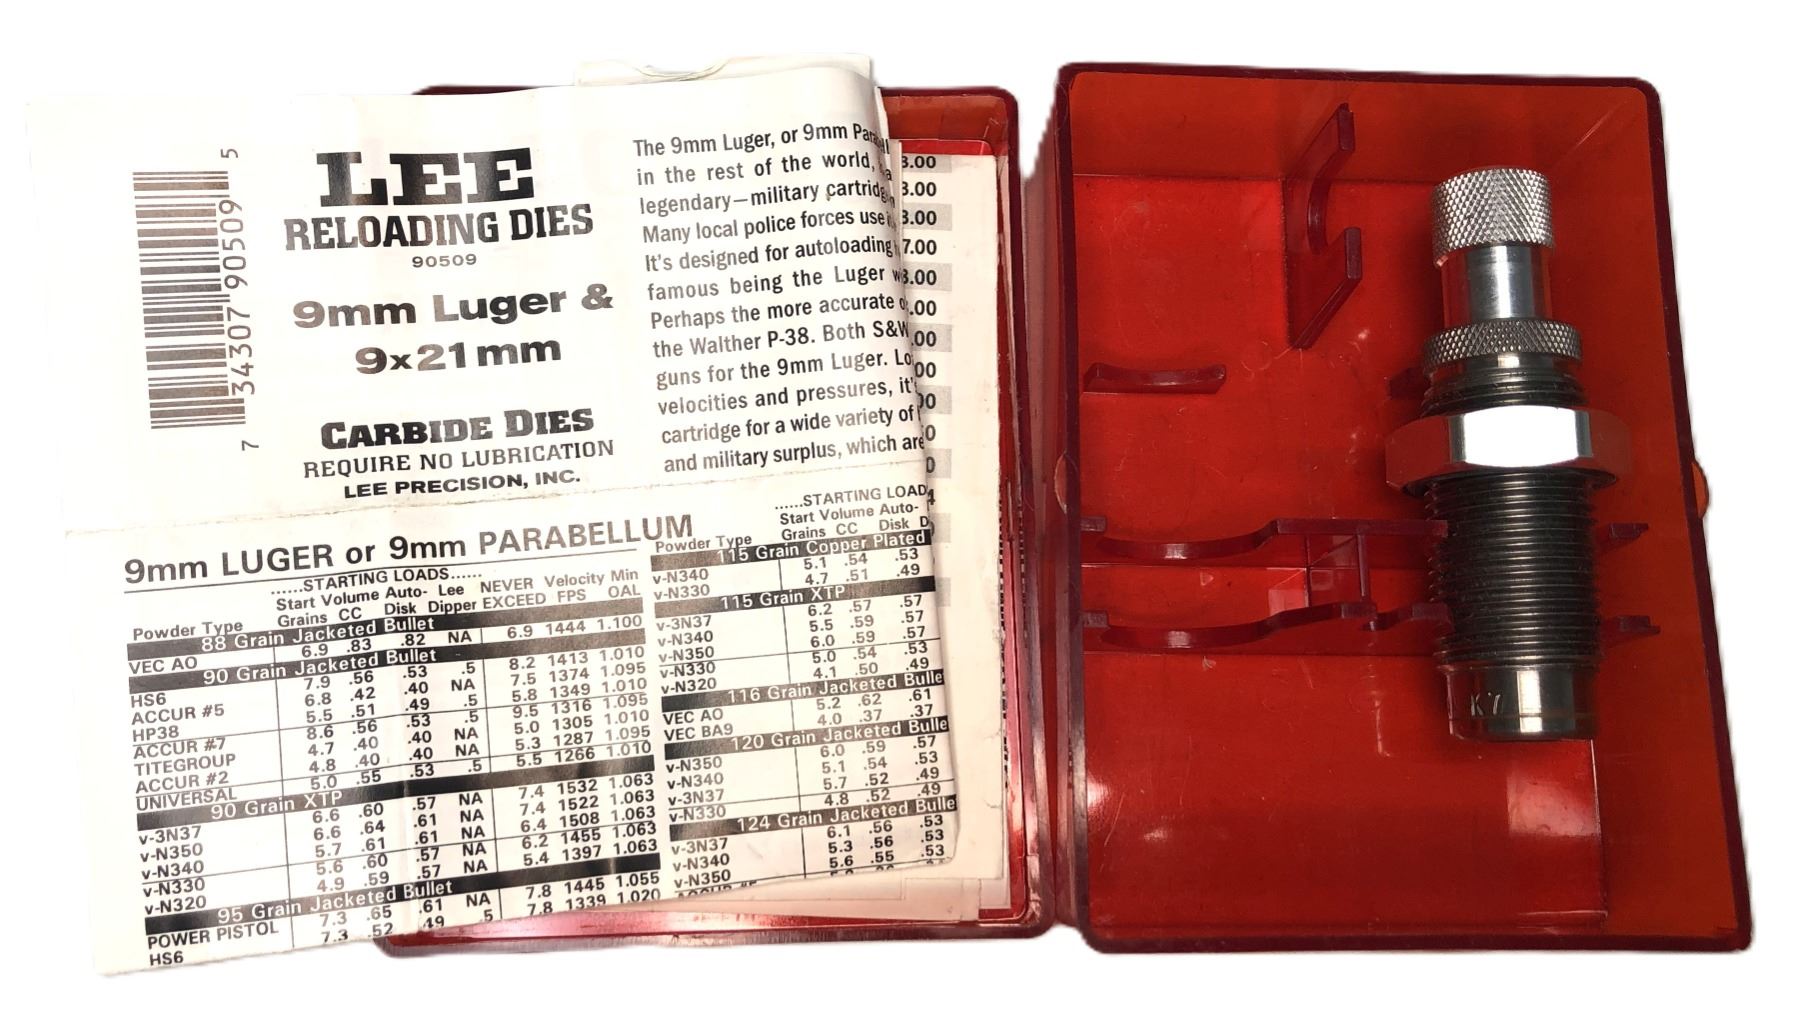 5
34307 90509
7
LEE
RELOADING DIES
90509
9mm Luger &
9x21mm
CARBIDE DIES
REQUIRE NO LUBRICATION
LEE PRECISION, INC.
The 9mm Luger, or 9mm
in the rest of the world,
legendary—military
Many local police forces use
It's designed for autoloading
famous being the Luger
Perhaps the more accurate
the Walther P-38. Both S&W
guns for the 9mm Luger.
velocities and pressures,
cartridge for a wide variety of
and military surplus, which are
3.00
3.00
3.00
7.00
3.00
.00
.00
00
9mm LUGER or 9mm PARABELLUM
......STARTING LOADS......
Start Volume Auto- Lee NEVER Velocity Min
Powder Type Grains CC Disk Dipper EXCEED FPS OAL
88 Grain Jacketed Bullet
VEC AO 6.9 .83 .82 NA 6.9 1444 1.100
90 Grain Jacketed Bullet
HS6 7.9 .56 .53 .5 8.2 1413 1.010
ACCUR #5 6.8 .42 .40 NA 7.5 1374 1.095
HP38 5.5 .51 .49 .5 5.8 1349 1.010
ACCUR #7 8.6 .56 .53 .5 9.5 1316 1.095
TITEGROUP 4.7 .40 .40 NA 5.0 1305 1.010
ACCUR #2 4.8 .40 .40 NA 5.3 1287 1.095
UNIVERSAL 5.0 .55 .53 .5 5.5 1266 1.010
90 Grain XTP
v-3N37 6.6 .60 .57 NA 7.4 1532 1.063
v-N350 6.6 .64 .61 NA 7.4 1522 1.063
v-N340 5.7 .61 .61 NA 6.4 1508 1.063
v-N330 5.6 .60 .57 NA 6.2 1455 1.063
v-N320 4.9 .59 .57 NA 5.4 1397 1.063
95 Grain Jacketed Bullet
POWER PISTOL 7.3 .65 .61 NA 7.8 1445 1.055
HS6 7.3 .52 .49 .5 7.8 1339 1.020
......STARTING LOAD
Start Volume Auto-
Powder Type Grains CC Disk D
115 Grain Copper Plated
v-N340 5.1 .54 .53
v-N330 4.7 .51 .49
115 Grain XTP
v-3N37 6.2 .57 .57
v-N340 5.5 .59 .57
v-N350 6.0 .59 .57
v-N330 5.0 .54 .53
v-N320 4.1 .50 .49
116 Grain Jacketed Bulle
VEC AO 5.2 .62 .61
VEC BA9 4.0 .37 .37
120 Grain Jacketed Bulle
v-N350 6.0 .59 .57
v-N340 5.1 .54 .53
v-3N37 5.7 .52 .49
v-N330 4.8 .52 .49
124 Grain Jacketed Bulle
v-3N37 6.1 .56 .53
v-N340 5.3 .56 .53
v-N350 5.6 .55 .53
K7